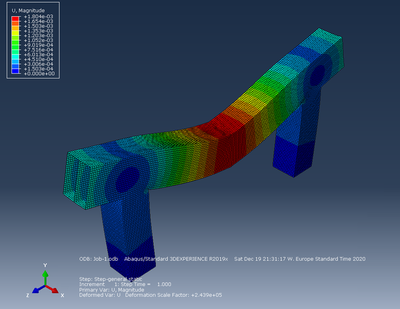 U, Magnitude
+1.804e-03
+1.654e-03
+1.503e-03
+1.353e-03
+1.203e-03
+1.052e-03
+9.019e-04
+7.516e-04
+6.013e-04
+4.510e-04
+3.006e-04
+1.503e-04
+0.000e+00
ODB: Job-1.odb Abaqus/Standard 3DEXPERIENCE R2019x Sat Dec 19 21:31:17 W. Europe Standard Time 2020
Step: Step-general static
Increment 1: Step Time = 1.000
Primary Var: U, Magnitude
Deformed Var: U Deformation Scale Factor: +2.439e+05
Y
Z
X